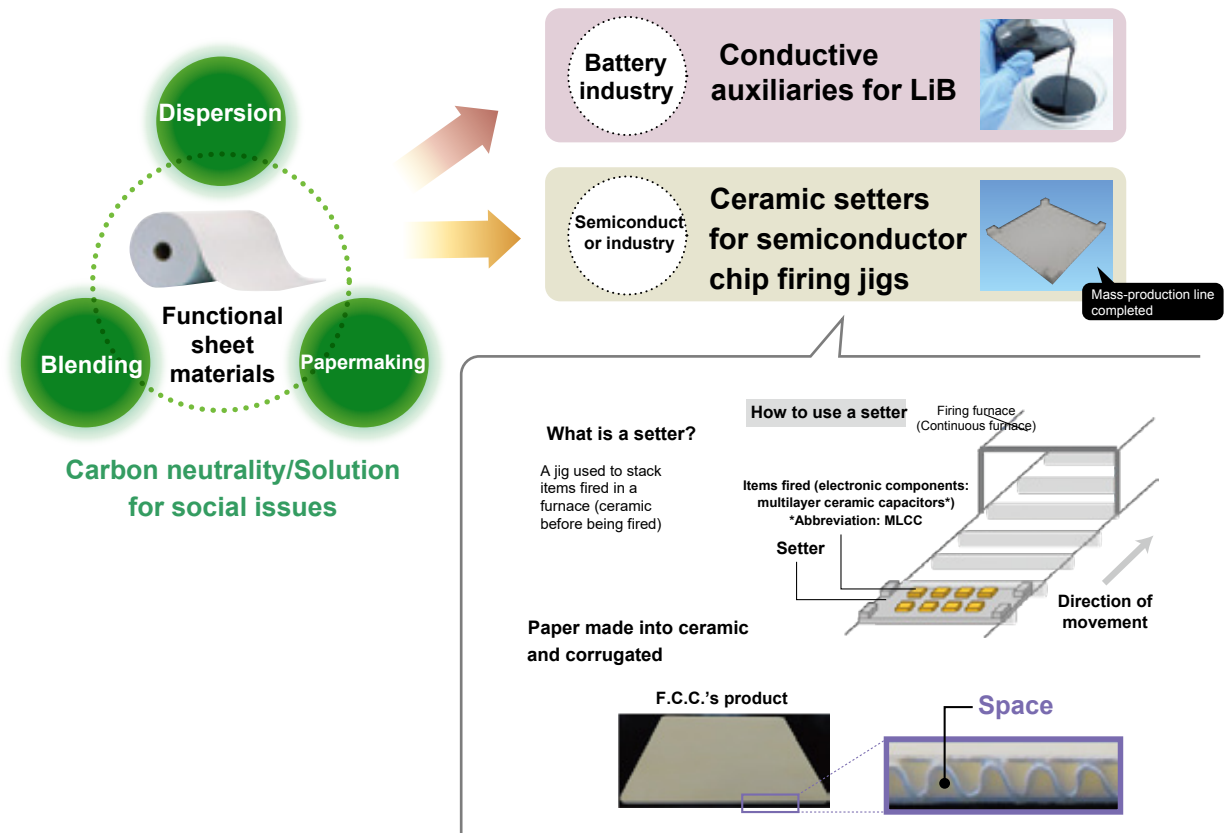 Dispersion
Blending
Papermaking
Functional
sheet
materials
Carbon neutrality/Solution
for social issues
Battery
industry
Conductive
auxiliaries for LiB
Semiconduct
or industry
Ceramic setters
for semiconductor
chip firing jigs
Mass-production line
completed
What is a setter?
A jig used to stack
items fired in a
furnace (ceramic
before being fired)
How to use a setter
Firing furnace
(Continuous furnace)
Items fired (electronic components:
multilayer ceramic capacitors*)
*Abbreviation: MLCC
Setter
Direction of
movement
Paper made into ceramic
and corrugated
F.C.C.'s product
Space